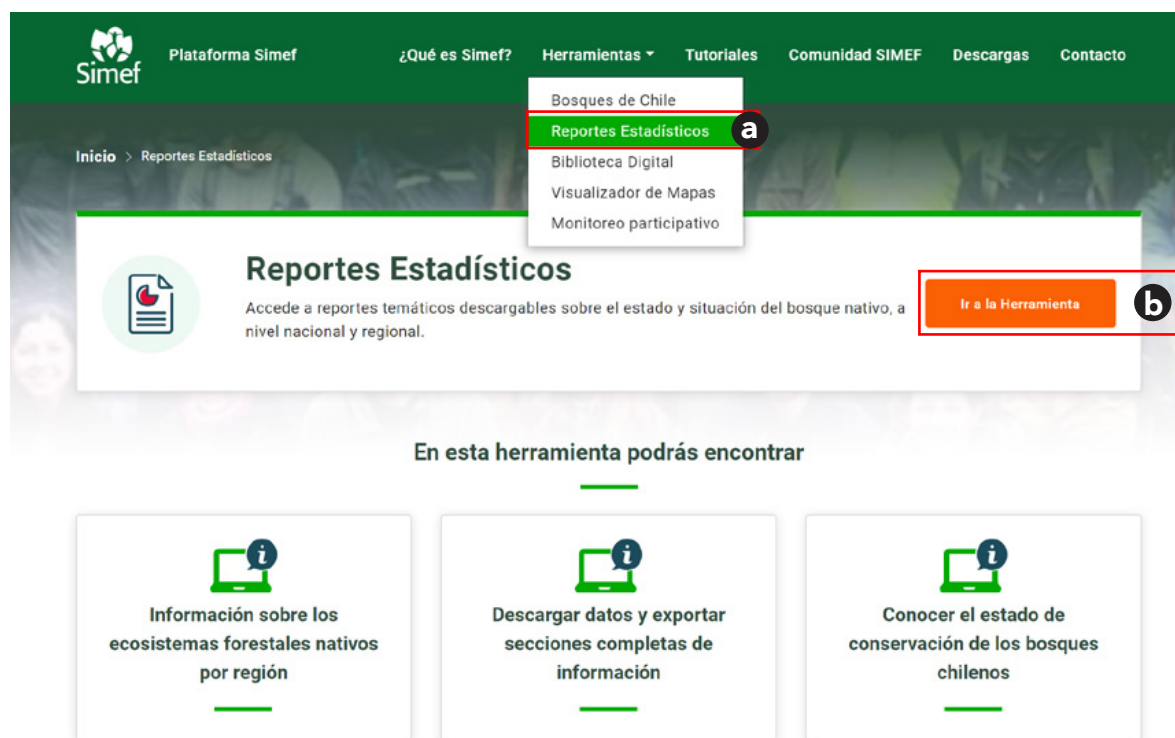 Simef
Plataforma Simef
¿Qué es Simef?
Herramientas
Tutoriales
Comunidad SIMEF
Descargas
Contacto
Bosques de Chile
Reportes Estadísticos
a
Biblioteca Digital
Visualizador de Mapas
Monitoreo participativo
Inicio > Reportes Estadísticos
Reportes Estadísticos
Accede a reportes temáticos descargables sobre el estado y situación del bosque nativo, a
nivel nacional y regional.
Ir a la Herramienta
b
En esta herramienta podrás encontrar
Información sobre los
ecosistemas forestales nativos
por región
Descargar datos y exportar
secciones completas de
información
Conocer el estado de
conservación de los bosques
chilenos